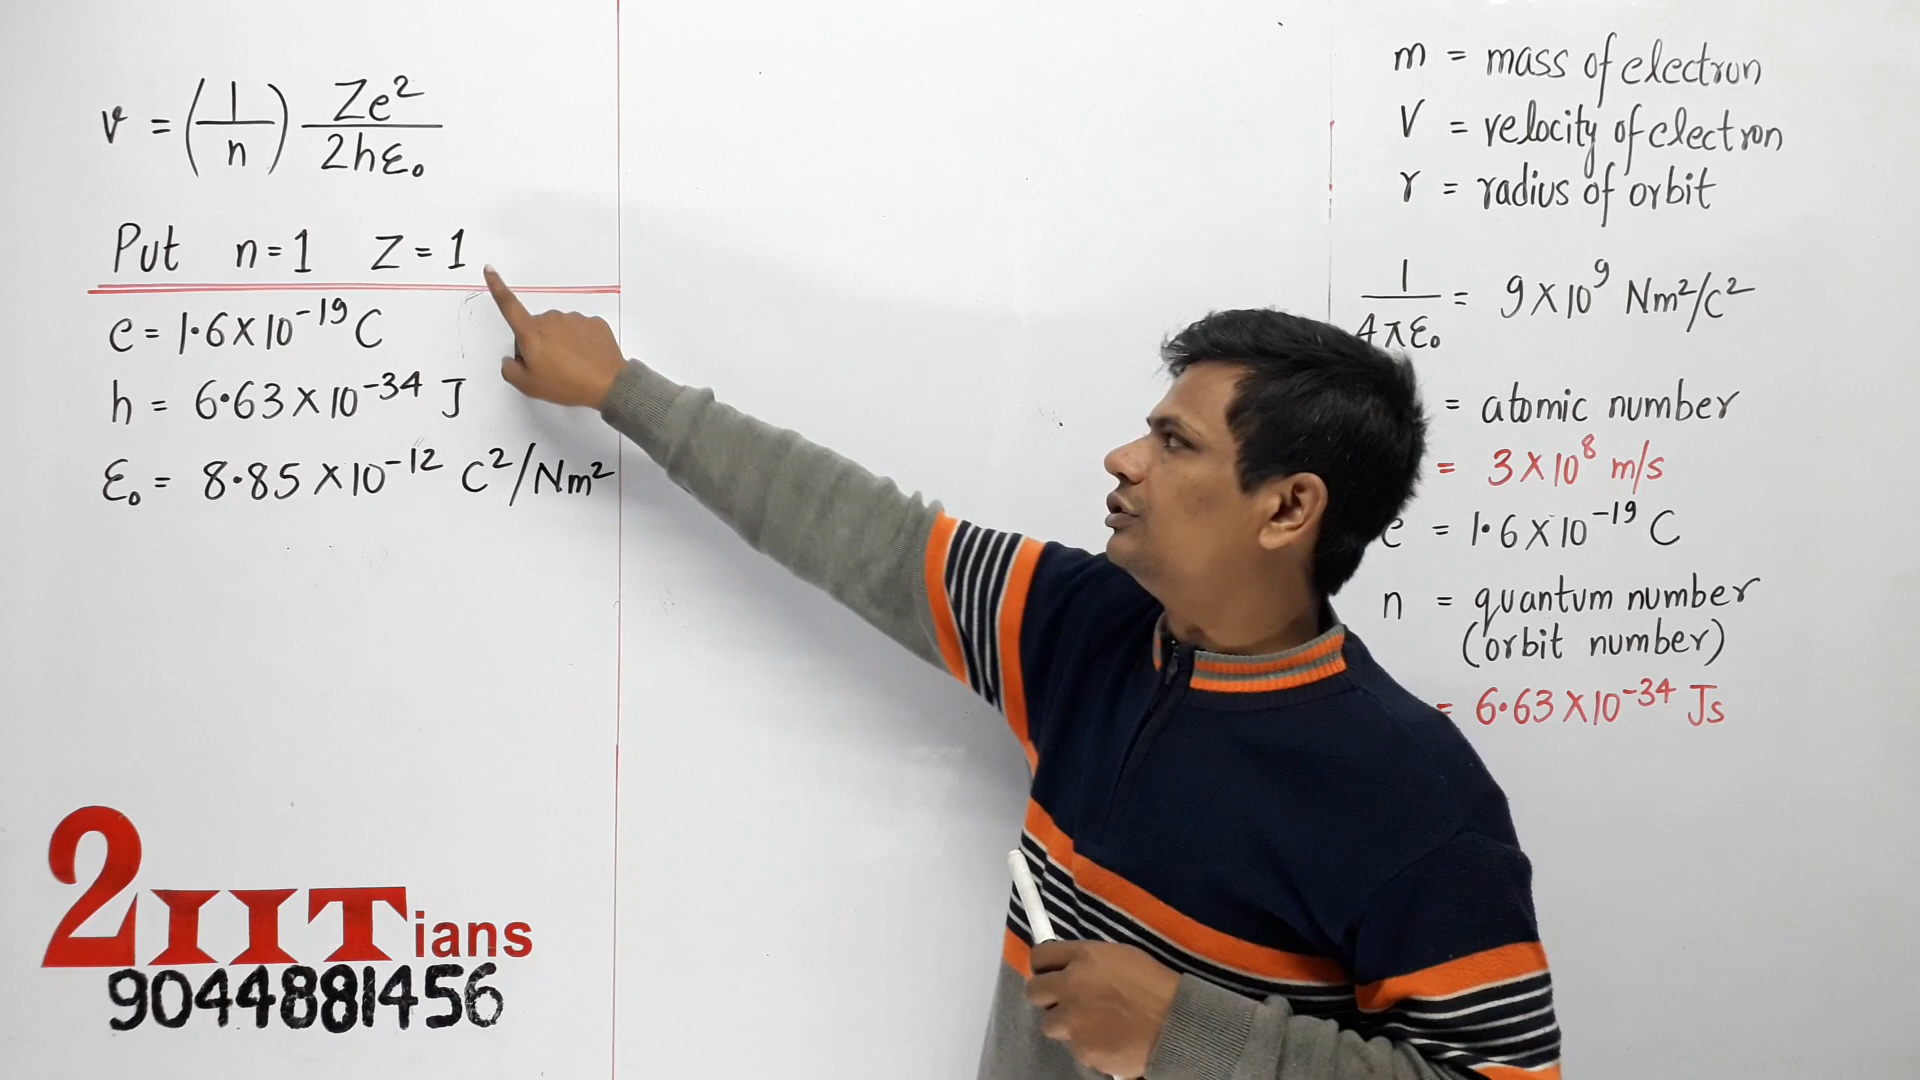 v = (1/n) Ze²/2hε₀
Put n=1 Z=1
e = 1.6×10⁻¹⁹ C
h = 6.63×10⁻³⁴ J
ε₀ = 8.85×10⁻¹² C²/Nm²
2IITians
9044881456
m = mass of electron
V = velocity of electron
r = radius of orbit
1/4πε₀ = 9×10⁹ Nm²/C²
= atomic number
= 3×10⁸ m/s
e = 1.6×10⁻¹⁹ C
n = quantum number
(orbit number)
= 6.63×10⁻³⁴ Js